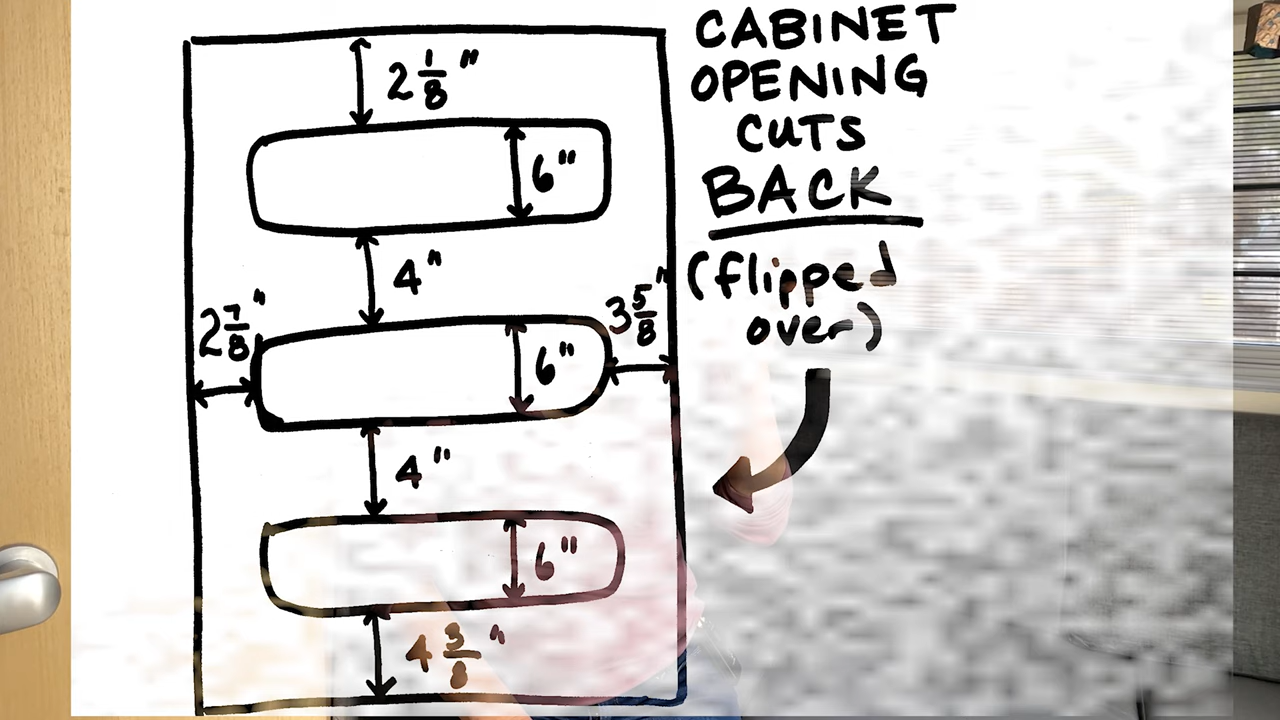 CABINET
OPENING
CUTS
BACK
(flipped
over)
2 1/8"
6"
4"
2 7/8"
3 5/8"
6"
4"
6"
4 3/8"